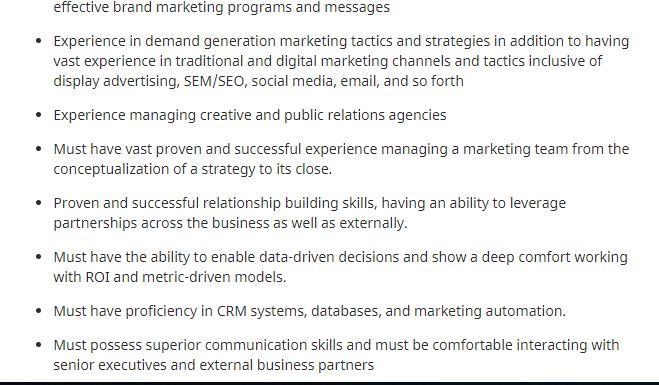 effective brand marketing programs and messages
• Experience in demand generation marketing tactics and strategies in addition to having
vast experience in traditional and digital marketing channels and tactics inclusive of
display advertising, SEM/SEO, social media, email, and so forth
• Experience managing creative and public relations agencies
• Must have vast proven and successful experience managing a marketing team from the
conceptualization of a strategy to its close.
• Proven and successful relationship building skills, having an ability to leverage
partnerships across the business as well as externally.
• Must have the ability to enable data-driven decisions and show a deep comfort working
with ROI and metric-driven models.
• Must have proficiency in CRM systems, databases, and marketing automation.
• Must possess superior communication skills and must be comfortable interacting with
senior executives and external business partners